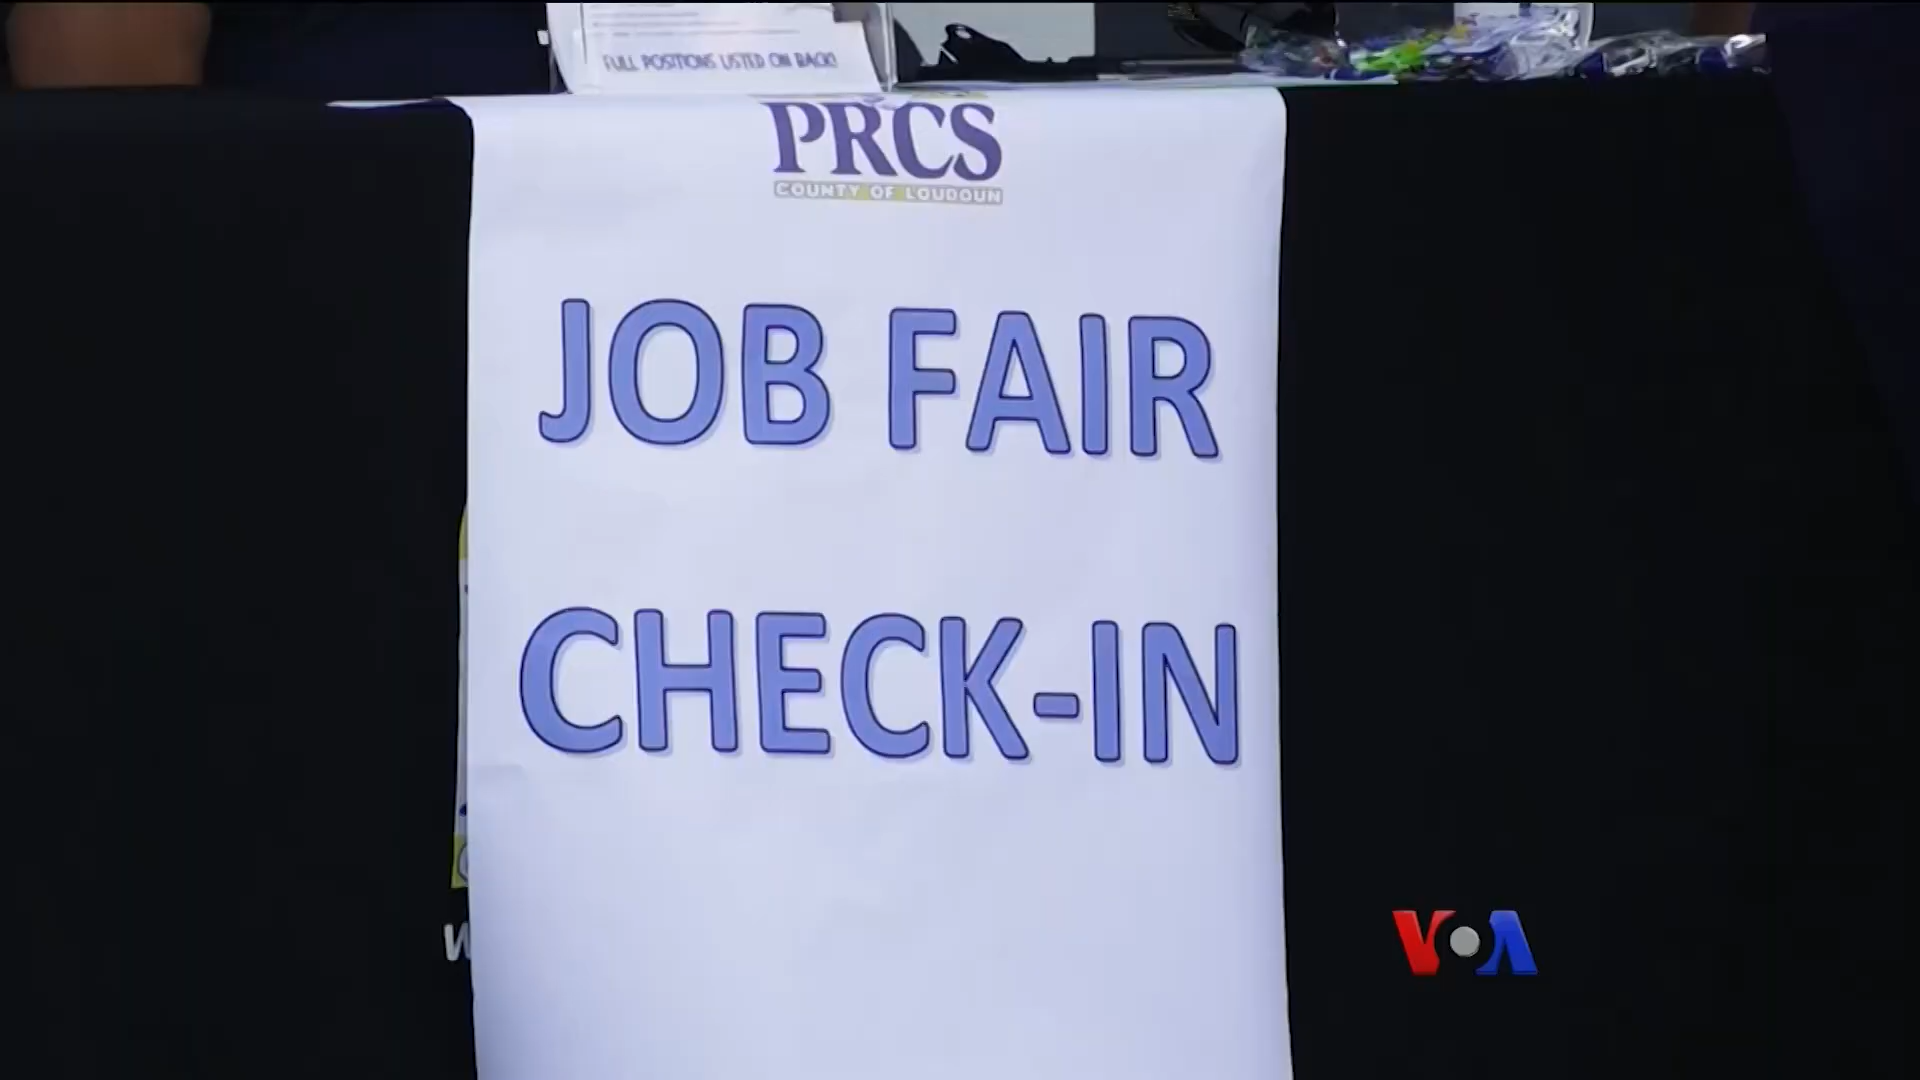 FULL POSITIONS LISTED ON BACK!
PRCS
COUNTY OF LOUDOUN
JOB FAIR
CHECK-IN
VOA